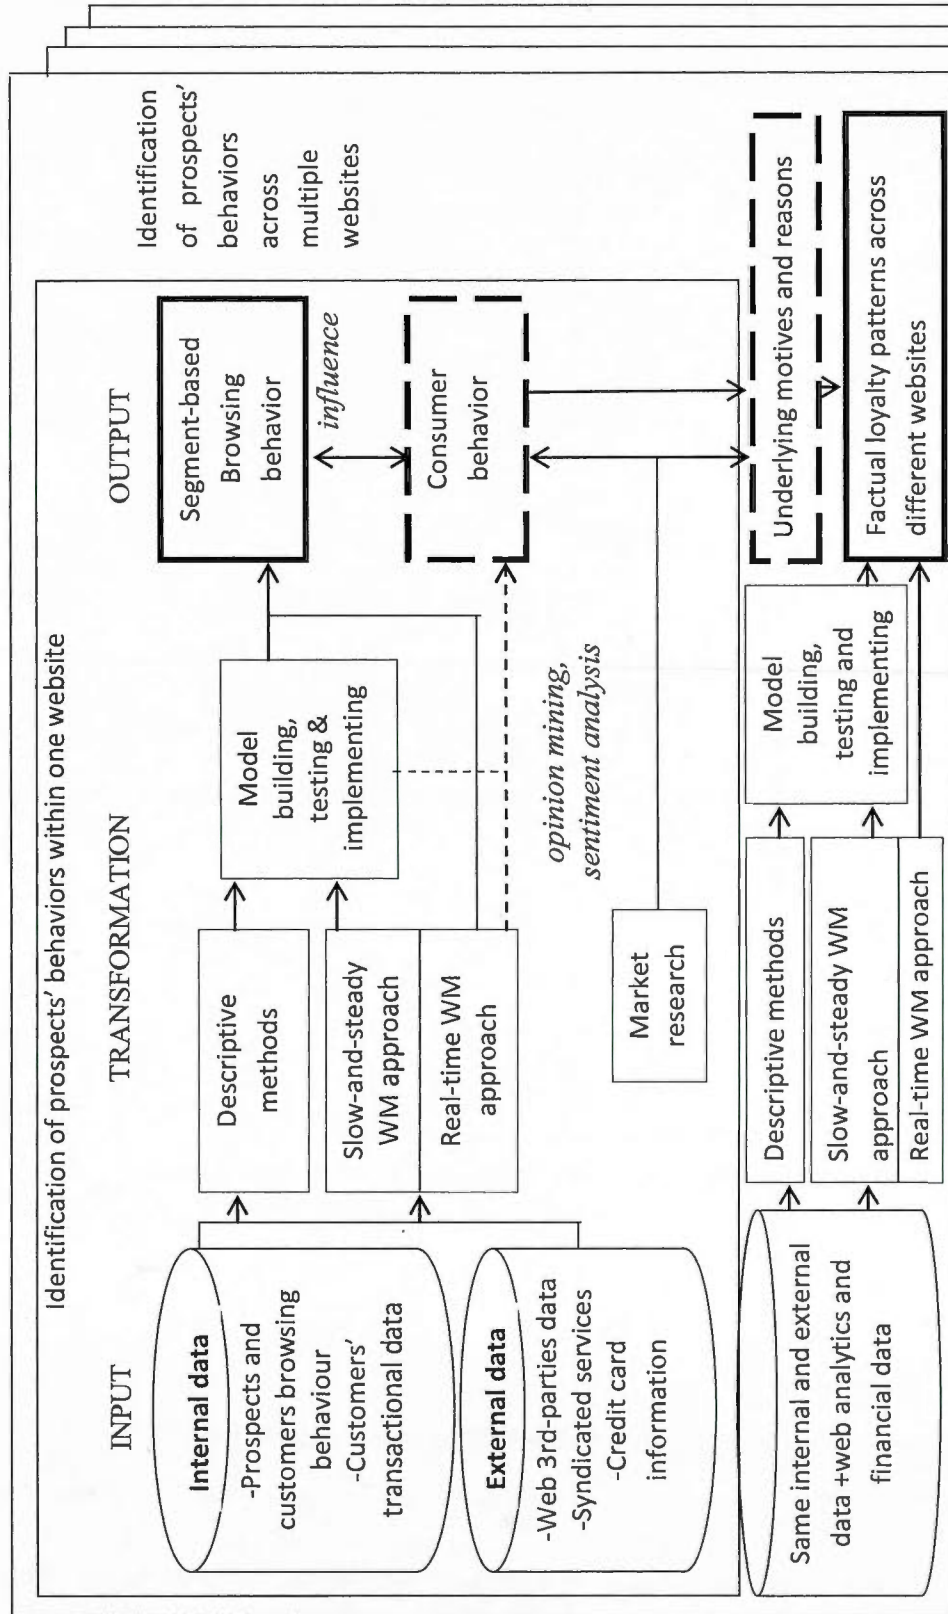 Identification of prospects' behaviors within one website
INPUT
TRANSFORMATION
OUTPUT
Internal data
-Prospects and
customers browsing
behaviour
-Customers'
transactional data
External data
-Web 3rd-parties data
-Syndicated services
-Credit card
information
Descriptive
methods
Slow-and-steady
WM approach
Real-time WM
approach
Model
building,
testing &
implementing
Segment-based
Browsing
behavior
influence
Consumer
behavior
opinion mining,
sentiment analysis
Market
research
Identification
of prospects'
behaviors
across
multiple
websites
Same internal and external
data +web analytics and
financial data
Descriptive methods
Slow-and-steady WM
approach
Real-time WM approach
Model
building,
testing and
implementing
Underlying motives and reasons
Factual loyalty patterns across
different websites